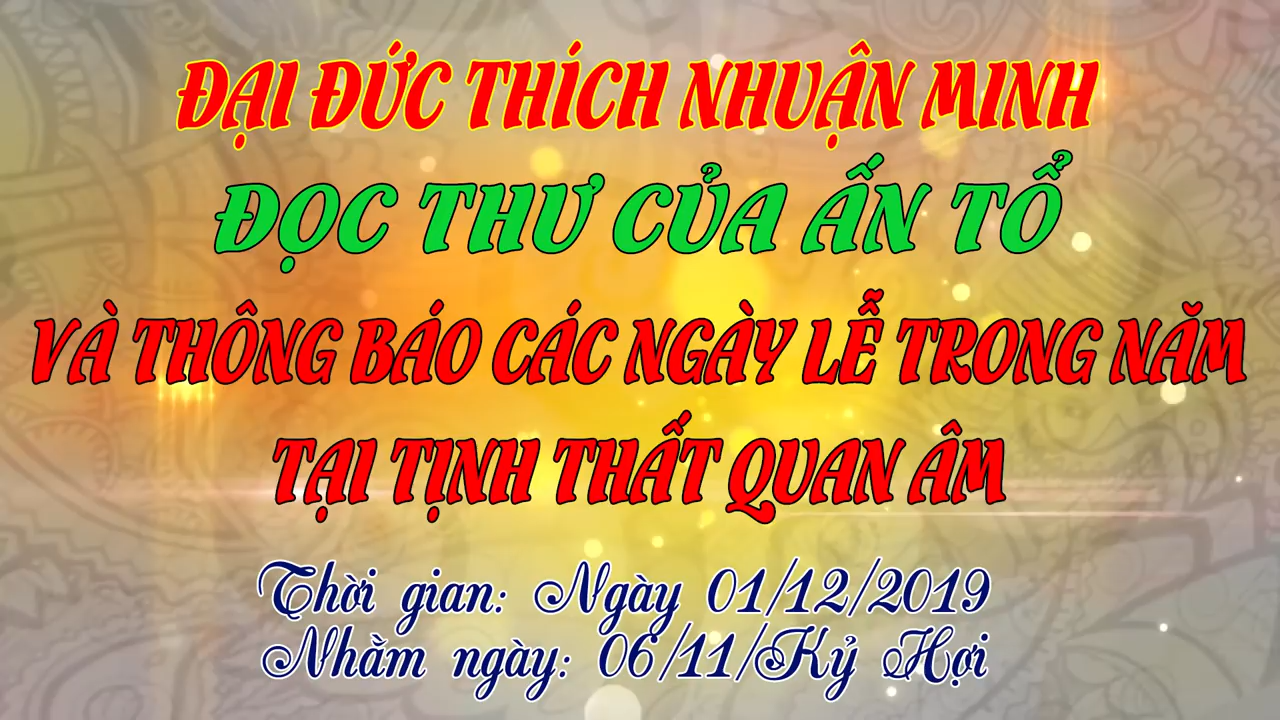 ĐẠI ĐỨC THÍCH NHUẬN MINH
ĐỌC THƯ CỦA ẤN TỔ
VÀ THÔNG BÁO CÁC NGÀY LỄ TRONG NĂM
TẠI TỊNH THẤT QUAN ÂM
Thời gian: Ngày 01/12/2019
Nhằm ngày: 06/11/Kỷ Hợi